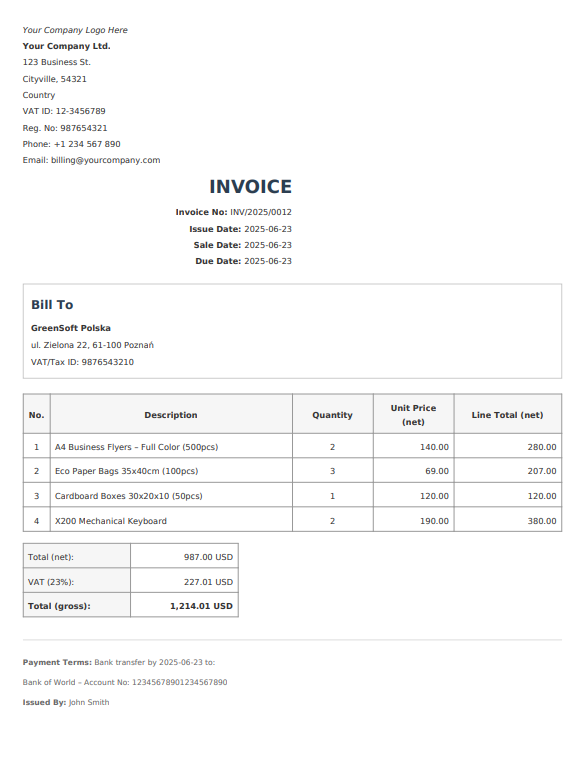 Your Company Logo Here
Your Company Ltd.
123 Business St.
Cityville, 54321
Country
VAT ID: 12-3456789
Reg. No: 987654321
Phone: +1 234 567 890
Email: billing@yourcompany.com
INVOICE
Invoice No: INV/2025/0012
Issue Date: 2025-06-23
Sale Date: 2025-06-23
Due Date: 2025-06-23
Bill To
GreenSoft Polska
ul. Zielona 22, 61-100 Poznań
VAT/Tax ID: 9876543210
No. Description Quantity Unit Price (net) Line Total (net)
1 A4 Business Flyers – Full Color (500pcs) 2 140.00 280.00
2 Eco Paper Bags 35x40cm (100pcs) 3 69.00 207.00
3 Cardboard Boxes 30x20x10 (50pcs) 1 120.00 120.00
4 X200 Mechanical Keyboard 2 190.00 380.00
Total (net): 987.00 USD
VAT (23%): 227.01 USD
Total (gross): 1,214.01 USD
Payment Terms: Bank transfer by 2025-06-23 to:
Bank of World – Account No: 12345678901234567890
Issued By: John Smith